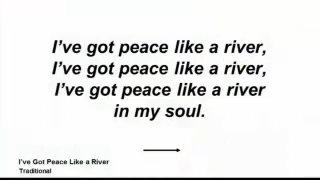 I've got peace like a river,
I've got peace like a river,
I've got peace like a river
in my soul.
I've Got Peace Like a River
Traditional